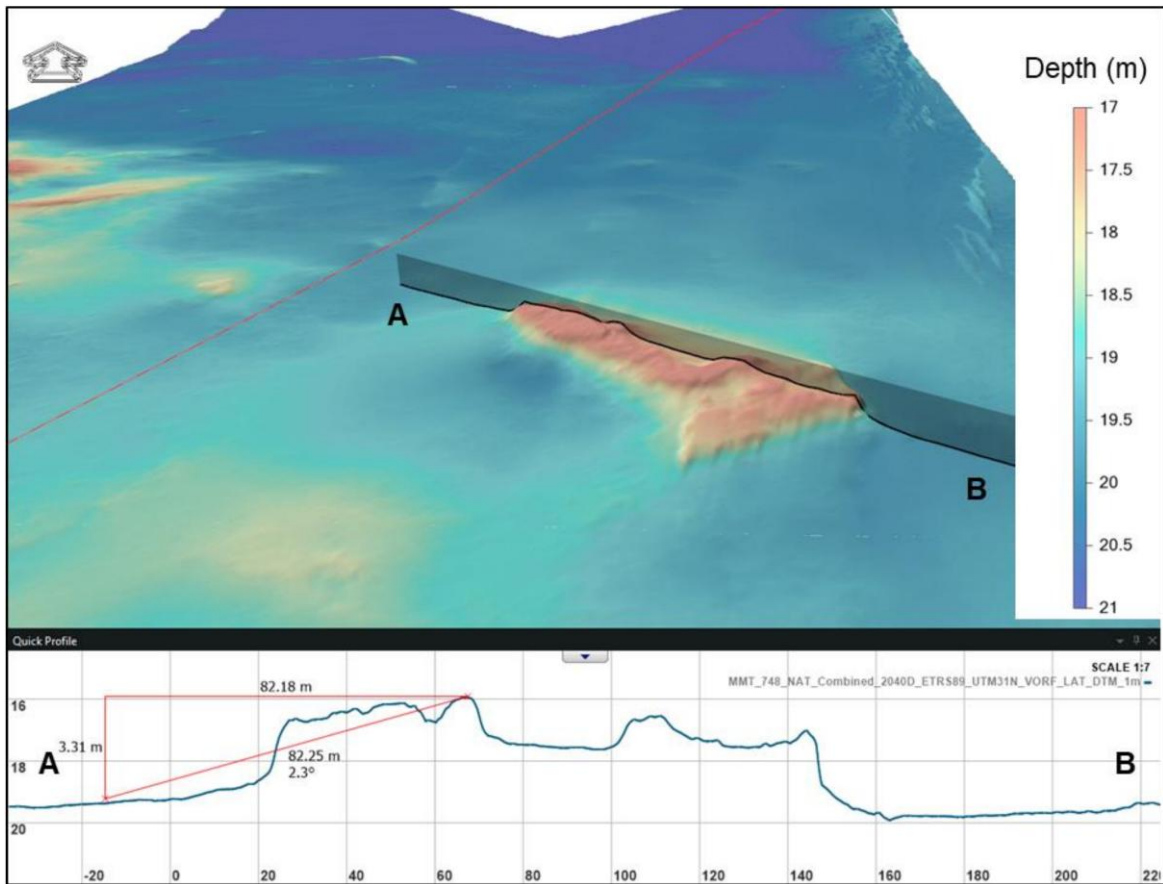 Depth (m)
17
17.5
18
18.5
19
19.5
20
20.5
21
A
B
Quick Profile
SCALE 1:7
MMT_748_NAT_Combined_2040D_ETRS89_UTM31N_VORF_LAT_DTM_1m
16
82.18 m
3.31 m
A
18
82.25 m
2.3º
B
20
-20 0 20 40 60 80 100 120 140 160 180 200 220